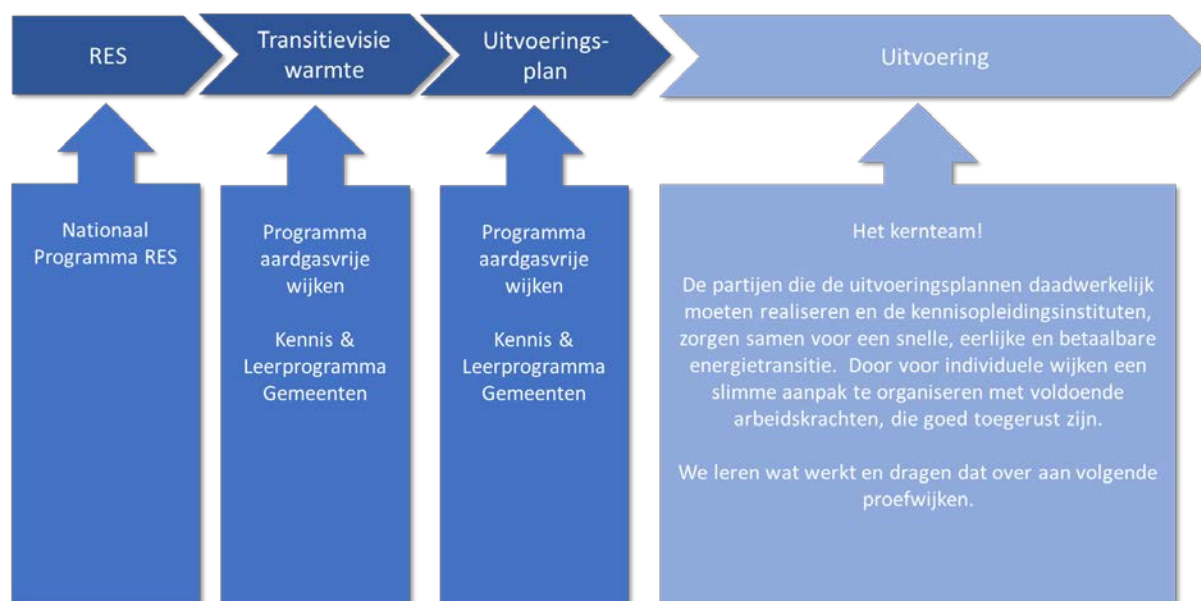 RES
Transitievisie
warmte
Uitvoerings-
plan
Uitvoering
Nationaal
Programma RES
Programma
aardgasvrije
wijken
Kennis &
Leerprogramma
Gemeenten
Programma
aardgasvrije
wijken
Kennis &
Leerprogramma
Gemeenten
Het kernteam!
De partijen die de uitvoeringsplannen daadwerkelijk
moeten realiseren en de kennisopleidingsinstituten,
zorgen samen voor een snelle, eerlijke en betaalbare
energietransitie. Door voor individuele wijken een
slimme aanpak te organiseren met voldoende
arbeidskrachten, die goed toegerust zijn.
We leren wat werkt en dragen dat over aan volgende
proefwijken.